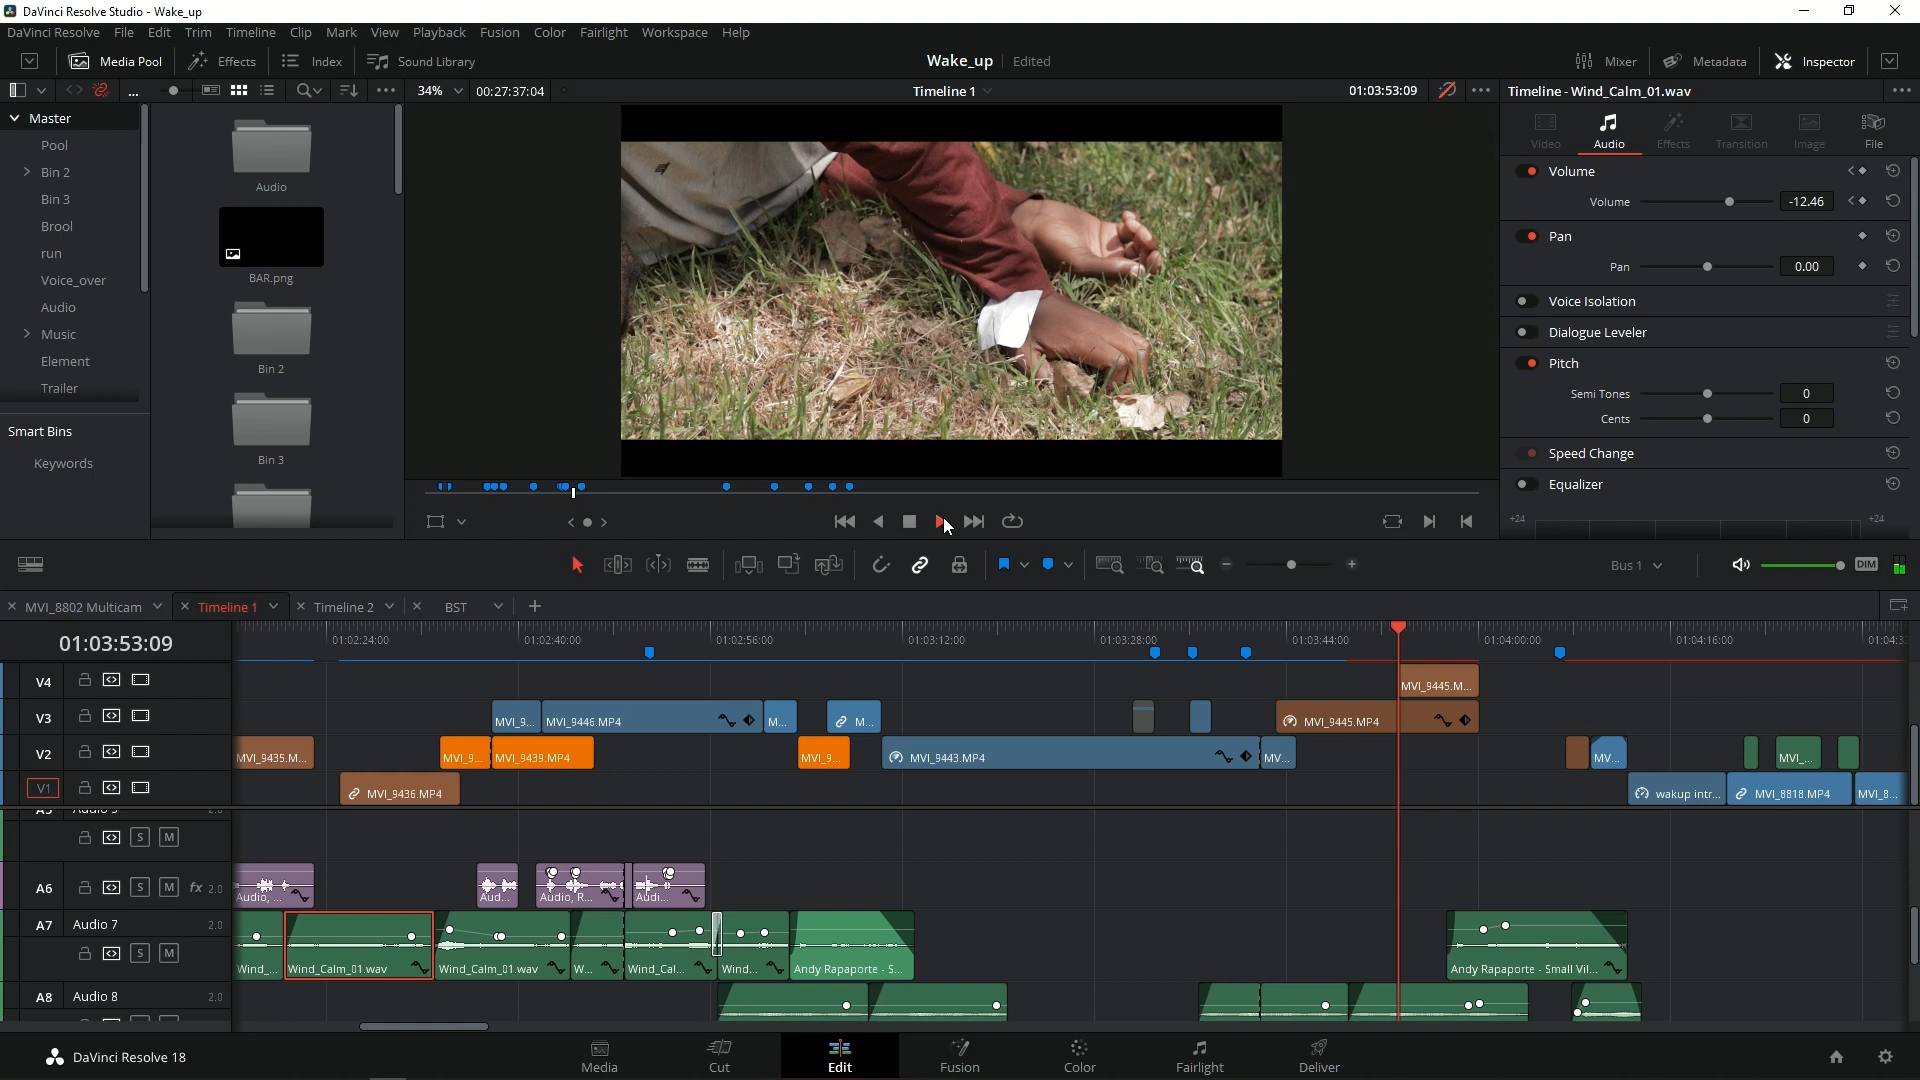 DaVinci Resolve Studio - Wake_up
DaVinci Resolve File Edit Trim Timeline Clip Mark View Playback Fusion Color Fairlight Workspace Help
Media Pool Effects Index Sound Library Wake_up Edited Mixer Metadata Inspector
... 34% 00:27:37:04 Timeline 1 01:03:53:09 Timeline - Wind_Calm_01.wav
Master
Pool
Bin 2
Bin 3
Brool
run
Voice_over
Audio
Music
Element
Trailer
Smart Bins
Keywords
Audio
BAR.png
Bin 2
Bin 3
Video Audio Effects Transition Image File
Volume
Volume -12.46
Pan
Pan 0.00
Voice Isolation
Dialogue Leveler
Pitch
Semi Tones 0
Cents 0
Speed Change
Equalizer
+24 +24
Bus 1 DIM
MVI_8802 Multicam Timeline 1 Timeline 2 BST
01:03:53:09 01:02:24:00 01:02:40:00 01:02:56:00 01:03:12:00 01:03:28:00 01:03:44:00 01:04:00:00 01:04:16:00 01:04:3
V4 MVI_9445.M...
V3 MVI_9... MVI_9446.MP4 M... M... MVI_9445.MP4
V2 MVI_9435.M... MVI_9... MVI_9439.MP4 MVI_9... MVI_9443.MP4 MV... MV... MVI_...
V1 MVI_9436.MP4 wakup intr... MVI_8818.MP4 MVI_8...
S M
A6 S M fx 2.0 Audio, ... Aud... Audio, R... Audi...
A7 Audio 7 2.0
S M Wind_... Wind_Calm_01.wav Wind_Calm_01.wav W... Wind_Cal... Wind... Andy Rapaporte - S... Andy Rapaporte - Small Vil...
A8 Audio 8 2.0
DaVinci Resolve 18 Media Cut Edit Fusion Color Fairlight Deliver